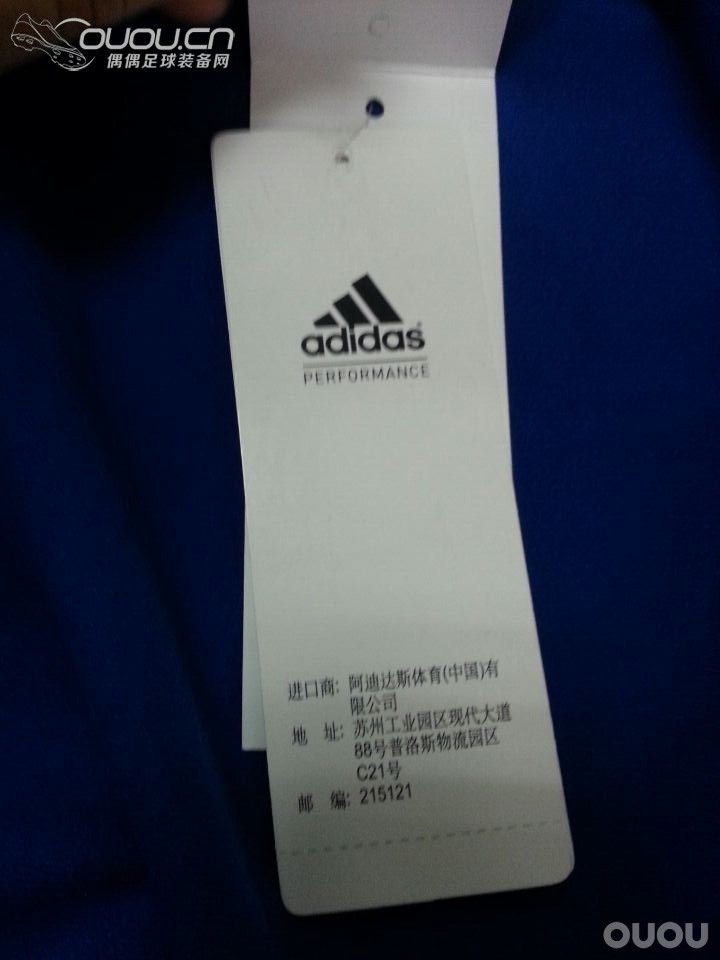 OUOU.CN
偶偶足球装备网
adidas
PERFORMANCE
进口商: 阿迪达斯体育(中国)有
限公司
地 址: 苏州工业园区现代大道
88号普洛斯物流园区
C21号
邮 编: 215121
OUOU